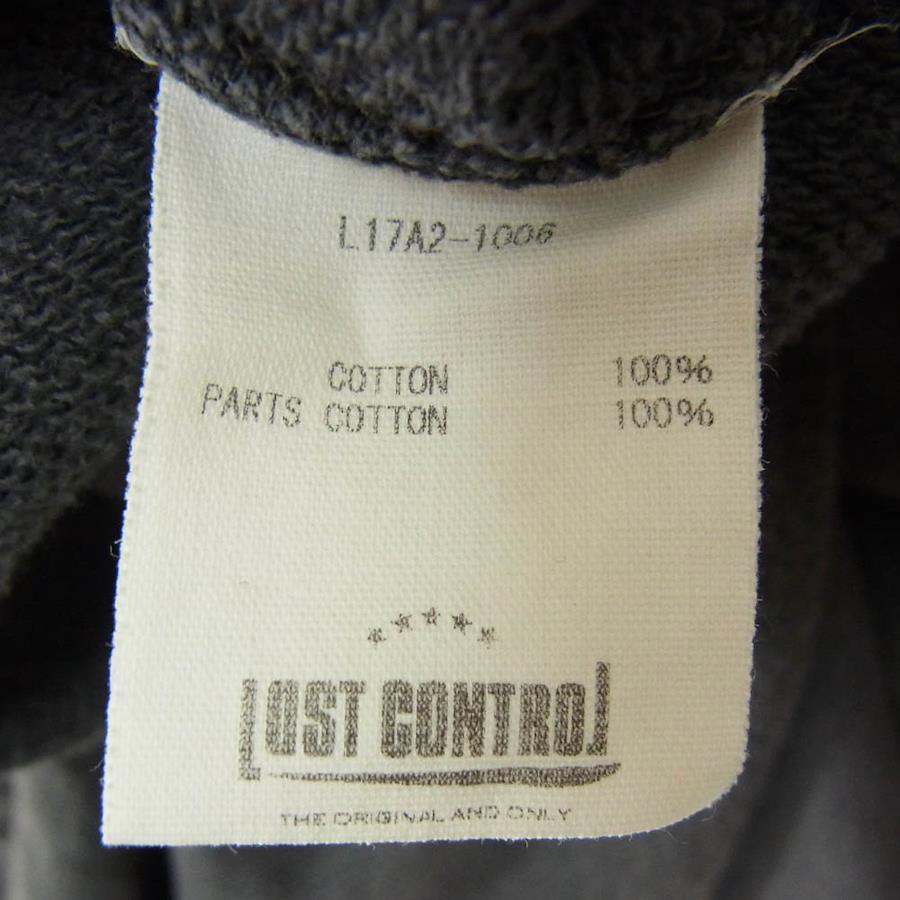 L17A2-1006
COTTON 100%
PARTS COTTON 100%
LOST CONTROL
THE ORIGINAL AND ONLY